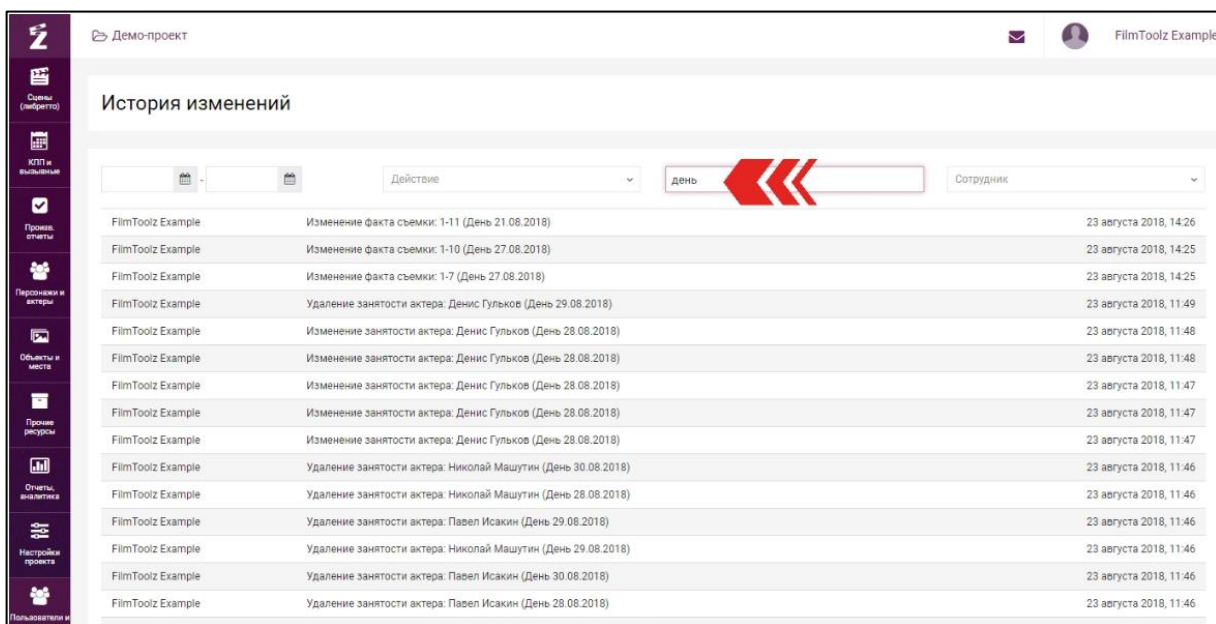 Демо-проект
FilmToolz Example
Сцены
(либретто)
КПП и
вызывные
Произв.
отчеты
Персонажи и
актеры
Объекты и
места
Прочие
ресурсы
Отчеты,
аналитика
Настройки
проекта
Пользователи и
История изменений
- Действие день Сотрудник
FilmToolz Example Изменение факта съемки: 1-11 (День 21.08.2018) 23 августа 2018, 14:26
FilmToolz Example Изменение факта съемки: 1-10 (День 27.08.2018) 23 августа 2018, 14:25
FilmToolz Example Изменение факта съемки: 1-7 (День 27.08.2018) 23 августа 2018, 14:25
FilmToolz Example Удаление занятости актера: Денис Гульков (День 29.08.2018) 23 августа 2018, 11:49
FilmToolz Example Изменение занятости актера: Денис Гульков (День 28.08.2018) 23 августа 2018, 11:48
FilmToolz Example Изменение занятости актера: Денис Гульков (День 28.08.2018) 23 августа 2018, 11:48
FilmToolz Example Изменение занятости актера: Денис Гульков (День 28.08.2018) 23 августа 2018, 11:47
FilmToolz Example Изменение занятости актера: Денис Гульков (День 28.08.2018) 23 августа 2018, 11:47
FilmToolz Example Изменение занятости актера: Денис Гульков (День 28.08.2018) 23 августа 2018, 11:47
FilmToolz Example Удаление занятости актера: Николай Машутин (День 30.08.2018) 23 августа 2018, 11:46
FilmToolz Example Удаление занятости актера: Николай Машутин (День 28.08.2018) 23 августа 2018, 11:46
FilmToolz Example Удаление занятости актера: Павел Исакин (День 29.08.2018) 23 августа 2018, 11:46
FilmToolz Example Удаление занятости актера: Николай Машутин (День 29.08.2018) 23 августа 2018, 11:46
FilmToolz Example Удаление занятости актера: Павел Исакин (День 30.08.2018) 23 августа 2018, 11:46
FilmToolz Example Удаление занятости актера: Павел Исакин (День 28.08.2018) 23 августа 2018, 11:46